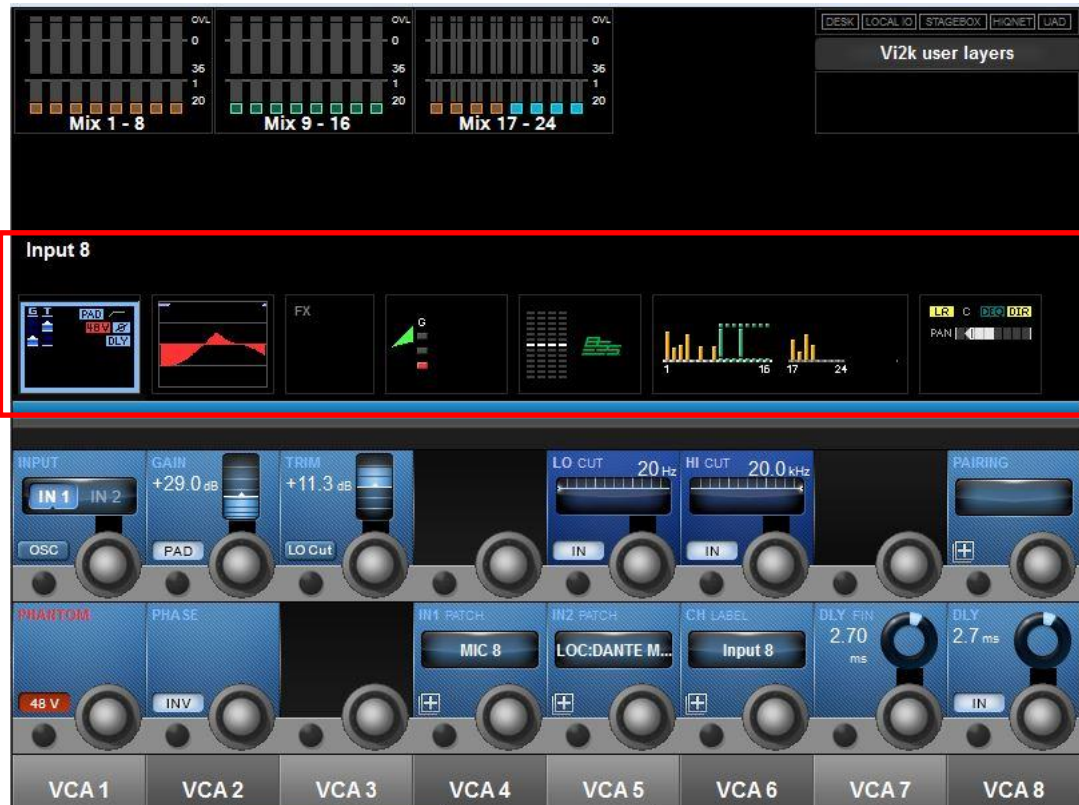 OVL OVL OVL DESK LOCAL IO STAGEBOX HIQNET UAD
0 0 0
Vi2k user layers
36 36 36
1 1 1
20 20 20
Mix 1 - 8 Mix 9 - 16 Mix 17 - 24
Input 8
G T PAD FX G LR C DEQ DIR
48V Ø
DLY BSS PAN
1 16 17 24
INPUT GAIN TRIM LO CUT HI CUT PAIRING
+29.0 dB +11.3 dB 20 Hz 20.0 kHz
IN 1 IN 2
OSC PAD LO Cut IN IN
PHANTOM PHASE IN1 PATCH IN2 PATCH CH LABEL DLY FIN DLY
2.70 2.7 ms
MIC 8 LOC:DANTE M... Input 8 ms
48 V INV IN
VCA 1 VCA 2 VCA 3 VCA 4 VCA 5 VCA 6 VCA 7 VCA 8